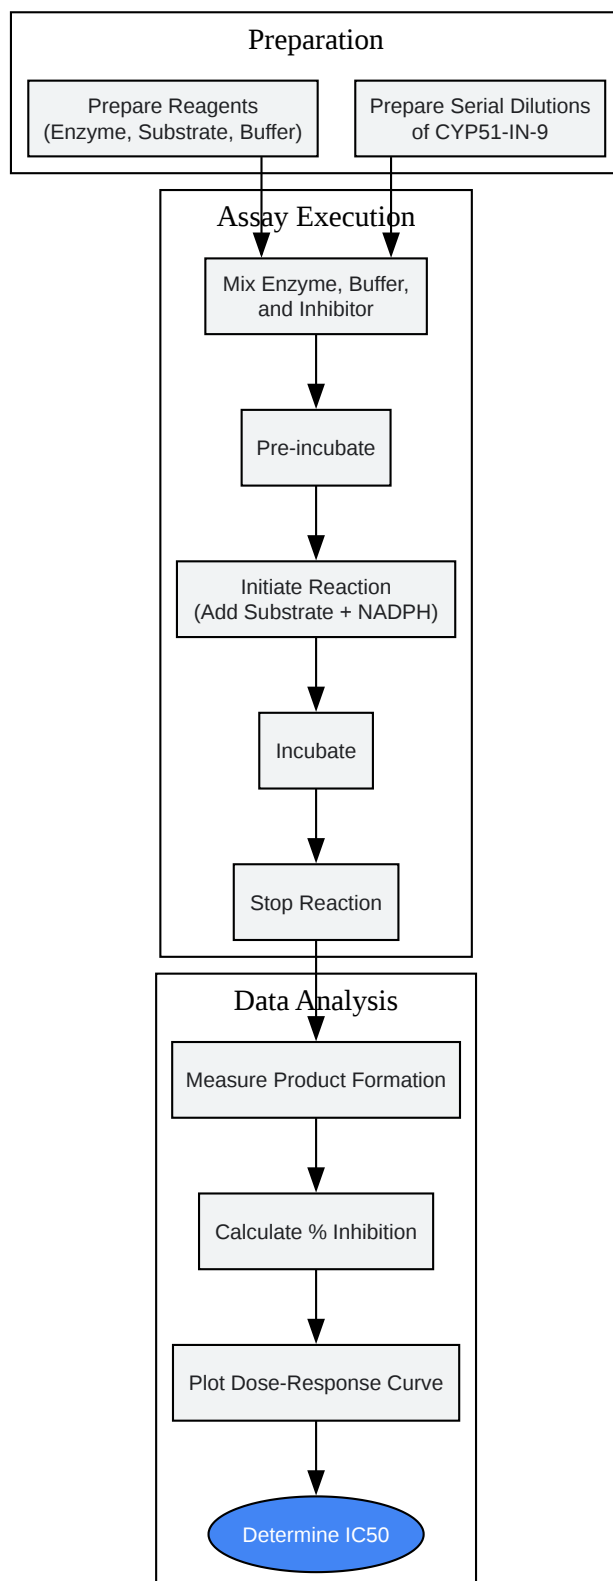 Preparation
Prepare Reagents
(Enzyme, Substrate, Buffer)
Prepare Serial Dilutions
of CYP51-IN-9
Assay Execution
Mix Enzyme, Buffer,
and Inhibitor
Pre-incubate
Initiate Reaction
(Add Substrate + NADPH)
Incubate
Stop Reaction
Data Analysis
Measure Product Formation
Calculate % Inhibition
Plot Dose-Response Curve
Determine IC50